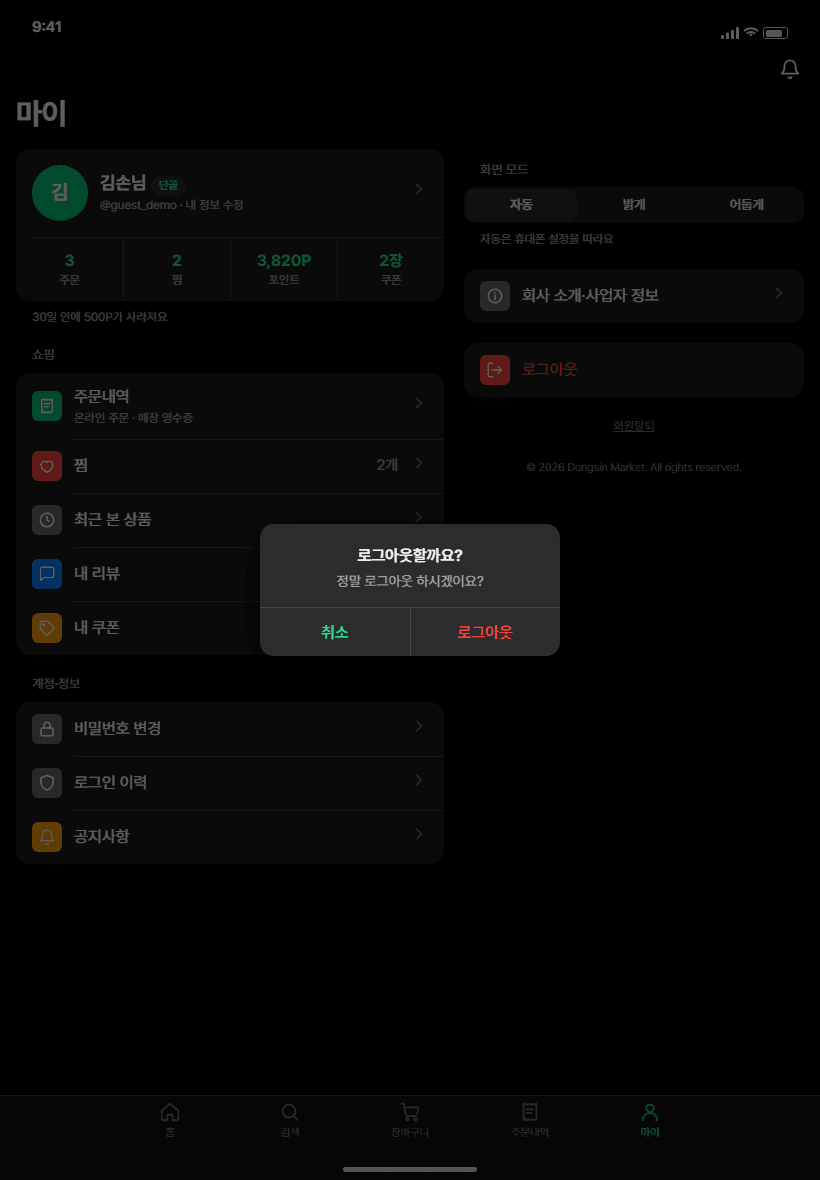 9:41
마이
김
김손님 단골
@guest_demo · 내 정보 수정
3
주문
2
찜
3,820P
포인트
2장
쿠폰
30일 안에 500P가 사라져요
쇼핑
주문내역
온라인 주문 · 매장 영수증
찜
2개
최근 본 상품
내 리뷰
내 쿠폰
계정·정보
비밀번호 변경
로그인 이력
공지사항
화면 모드
자동
밝게
어둡게
자동은 휴대폰 설정을 따라요
회사 소개·사업자 정보
로그아웃
회원탈퇴
© 2026 Dongsin Market. All rights reserved.
로그아웃할까요?
정말 로그아웃 하시겠어요?
취소
로그아웃
홈
검색
장바구니
주문내역
마이